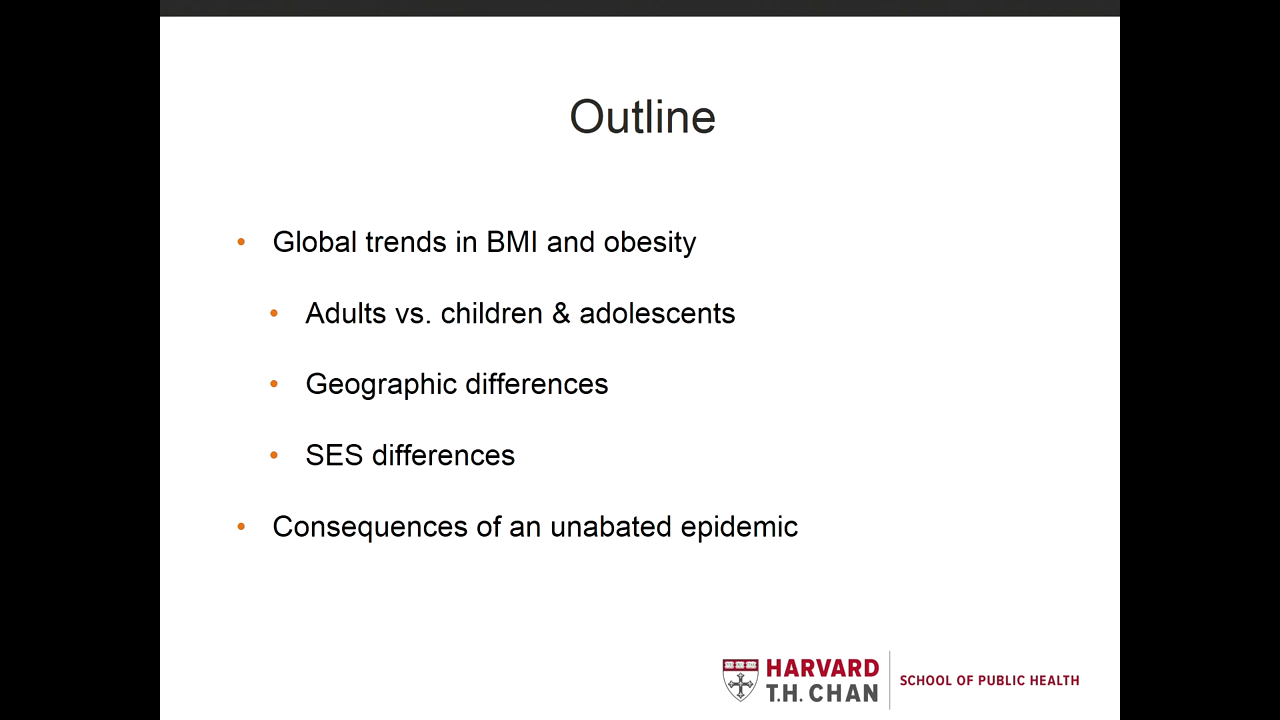 Outline
• Global trends in BMI and obesity
• Adults vs. children & adolescents
• Geographic differences
• SES differences
• Consequences of an unabated epidemic
HARVARD
T.H. CHAN
SCHOOL OF PUBLIC HEALTH